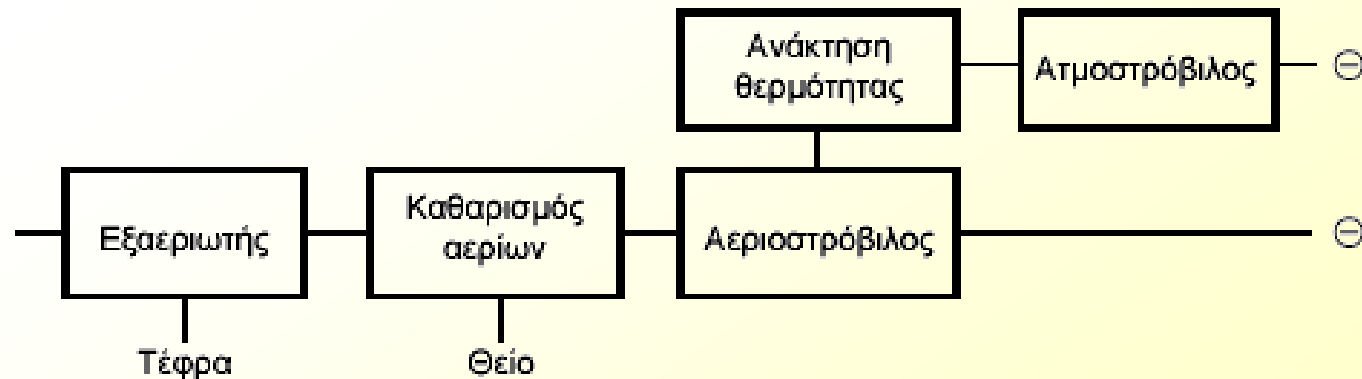 Ανάκτηση
θερμότητας
Ατμοστρόβιλος
Εξαεριωτής
Καθαρισμός
αερίων
Αεριοστρόβιλος
Τέφρα
Θείο